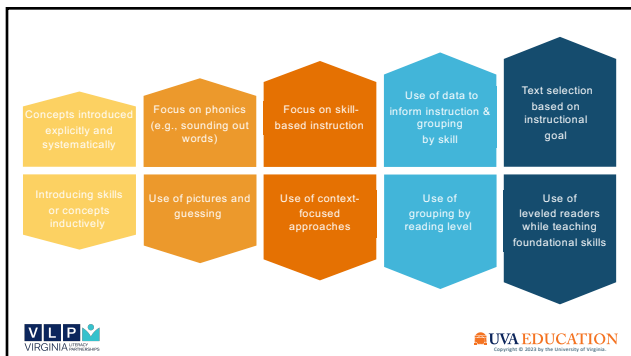 Concepts introduced
explicitly and
systematically
Focus on phonics
(e.g., sounding out
words)
Focus on skill-
based instruction
Use of data to
inform instruction &
grouping
by skill
Text selection
based on
instructional
goal
Introducing skills
or concepts
inductively
Use of pictures and
guessing
Use of context-
focused
approaches
Use of
grouping by
reading level
Use of
leveled readers
while teaching
foundational skills
VLP
VIRGINIA LITERACY PARTNERSHIPS
UVA EDUCATION
Copyright © 2023 by the University of Virginia.